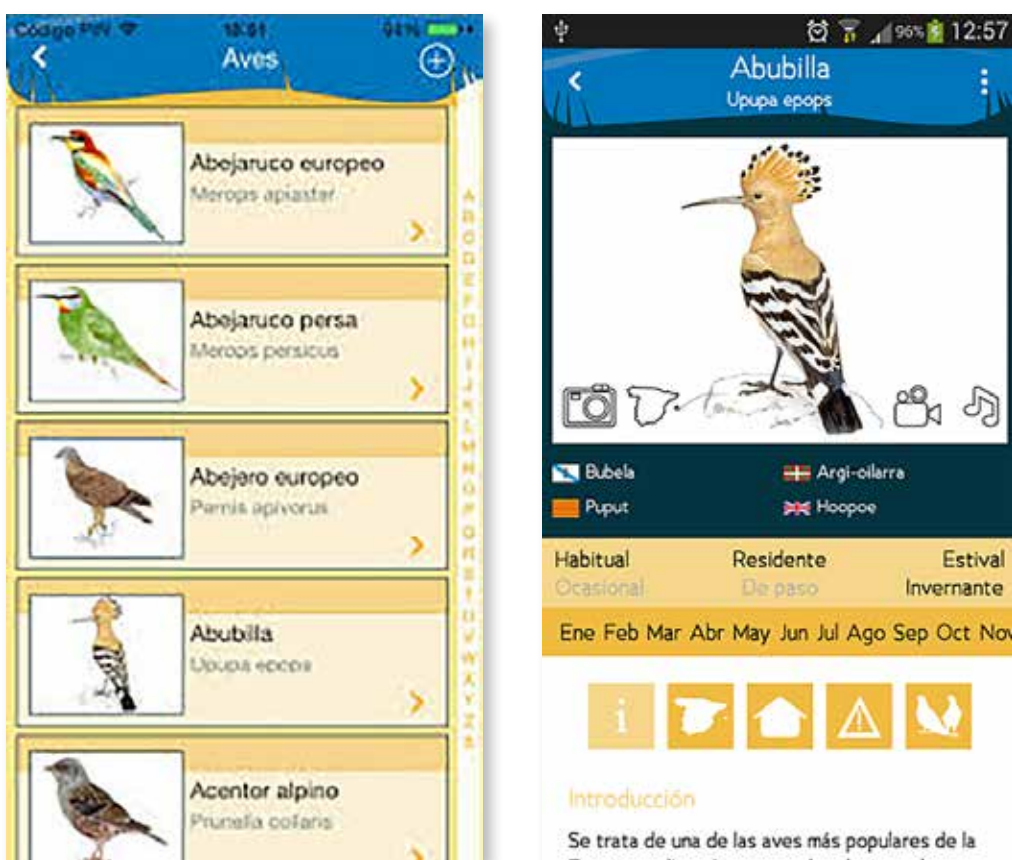 Código PIN 18:51 94%
Aves
Abejaruco europeo
Merops apiaster
Abejaruco persa
Merops persicus
Abejero europeo
Pernis apivorus
Abubilla
Upupa epops
Acentor alpino
Prunella collaris
A
B
C
D
E
F
G
H
I
J
K
L
M
N
O
P
Q
R
S
T
U
V
W
X
Y
Z
96% 12:57
Abubilla
Upupa epops
Bubela Argi-oilarra
Puput Hoopoe
Habitual Residente Estival
Ocasional De paso Invernante
Ene Feb Mar Abr May Jun Jul Ago Sep Oct Nov
i
Introducción
Se trata de una de las aves más populares de la